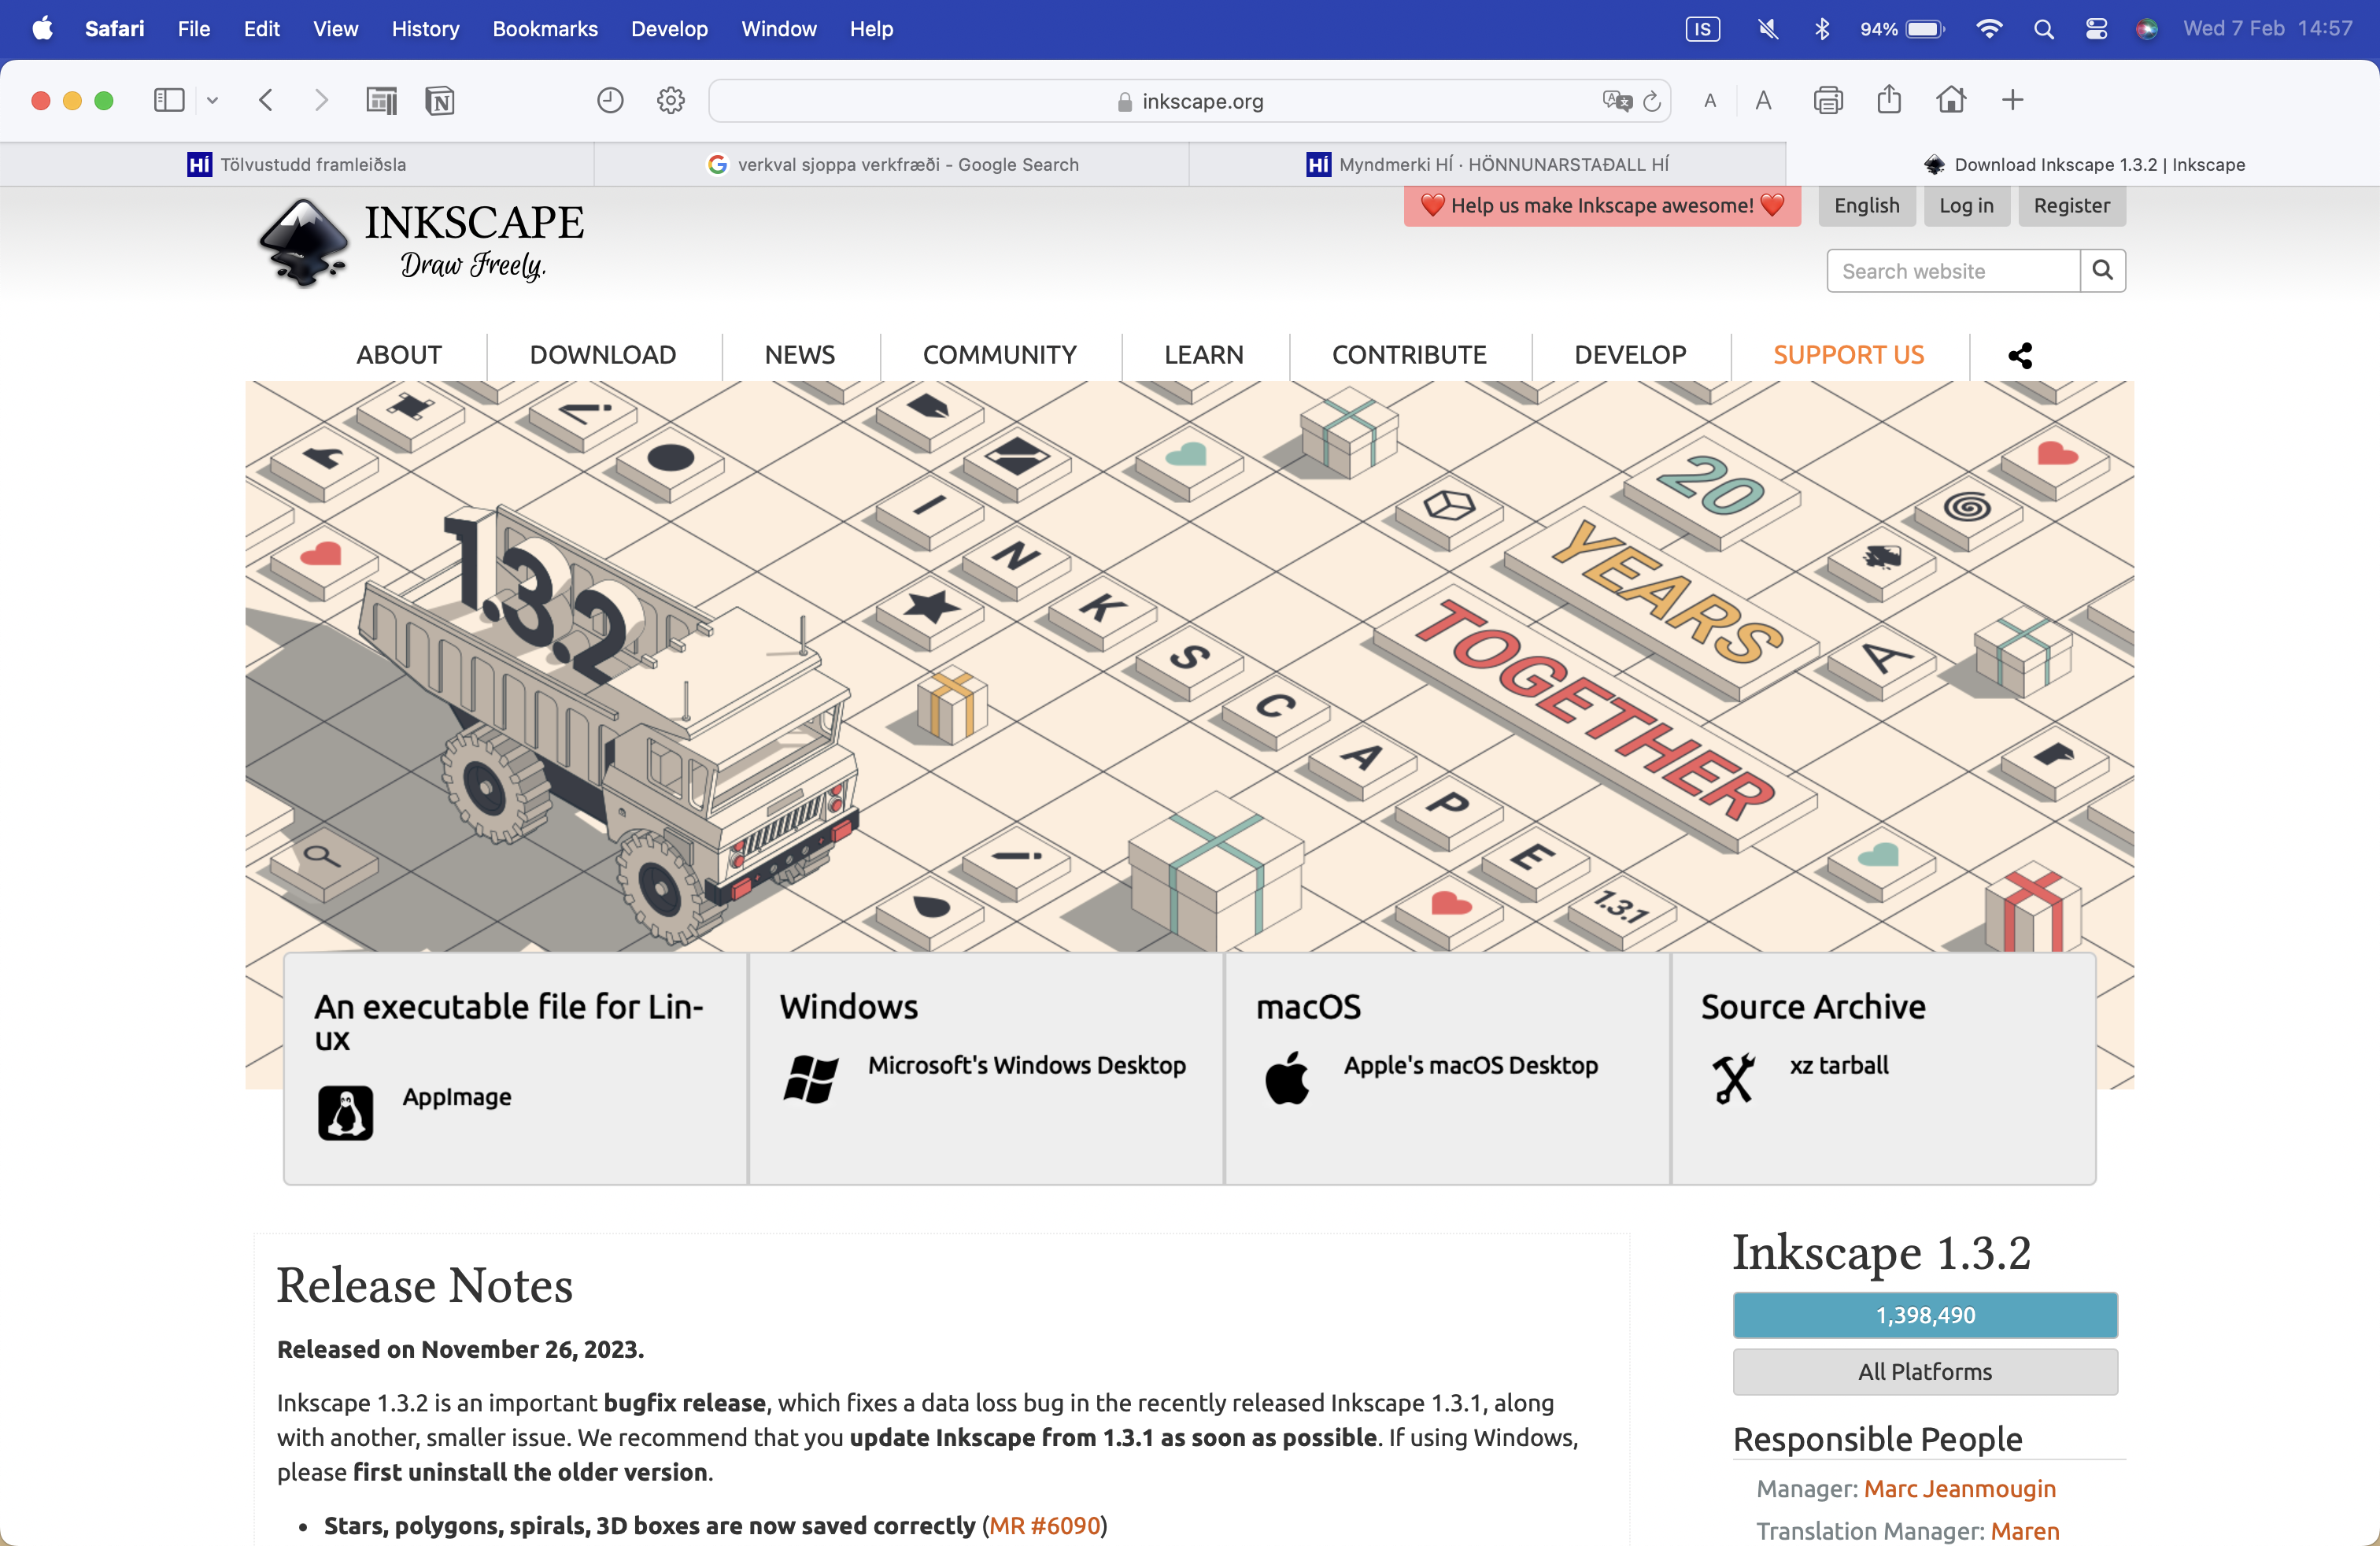 Safari File Edit View History Bookmarks Develop Window Help IS 94% Wed 7 Feb 14:57
inkscape.org A A
HÍ Tölvustudd framleiðsla verkval sjoppa verkfræði - Google Search HÍ Myndmerki HÍ · HÖNNUNARSTAÐALL HÍ Download Inkscape 1.3.2 | Inkscape
INKSCAPE
Draw Freely.
Help us make Inkscape awesome! English Log in Register
Search website
ABOUT DOWNLOAD NEWS COMMUNITY LEARN CONTRIBUTE DEVELOP SUPPORT US
1.3.2
I N K S C A P E
1.3.1
20
YEARS
TOGETHER
A
An executable file for Lin-
ux
AppImage
Windows
Microsoft's Windows Desktop
macOS
Apple's macOS Desktop
Source Archive
xz tarball
Release Notes
Released on November 26, 2023.
Inkscape 1.3.2 is an important bugfix release, which fixes a data loss bug in the recently released Inkscape 1.3.1, along
with another, smaller issue. We recommend that you update Inkscape from 1.3.1 as soon as possible. If using Windows,
please first uninstall the older version.
• Stars, polygons, spirals, 3D boxes are now saved correctly (MR #6090)
Inkscape 1.3.2
1,398,490
All Platforms
Responsible People
Manager: Marc Jeanmougin
Translation Manager: Maren